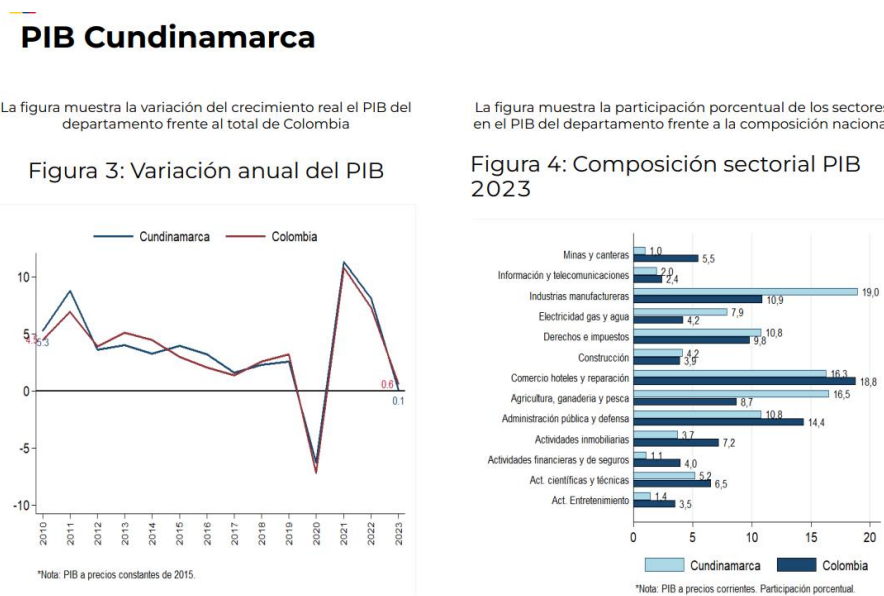 PIB Cundinamarca
La figura muestra la variación del crecimiento real el PIB del
departamento frente al total de Colombia
Figura 3: Variación anual del PIB
Cundinamarca
Colombia
10
5
0
-5
-10
5.3
0.6
0.1
2010
2011
2012
2013
2014
2015
2016
2017
2018
2019
2020
2021
2022
2023
*Nota: PIB a precios constantes de 2015.
La figura muestra la participación porcentual de los sectores
en el PIB del departamento frente a la composición naciona
Figura 4: Composición sectorial PIB
2023
Minas y canteras 1,0 5,5
Información y telecomunicaciones 2,0 2,4
Industrias manufactureras 19,0 10,9
Electricidad gas y agua 7,9 4,2
Derechos e impuestos 10,8 9,8
Construcción 4,2 3,9
Comercio hoteles y reparación 16,3 18,8
Agricultura, ganadería y pesca 16,5 8,7
Administración pública y defensa 10,8 14,4
Actividades inmobiliarias 3,7 7,2
Actividades financieras y de seguros 1,1 4,0
Act. científicas y técnicas 5,2 6,5
Act. Entretenimiento 1,4 3,5
0 5 10 15 20
Cundinamarca
Colombia
*Nota: PIB a precios corrientes. Participación porcentual.